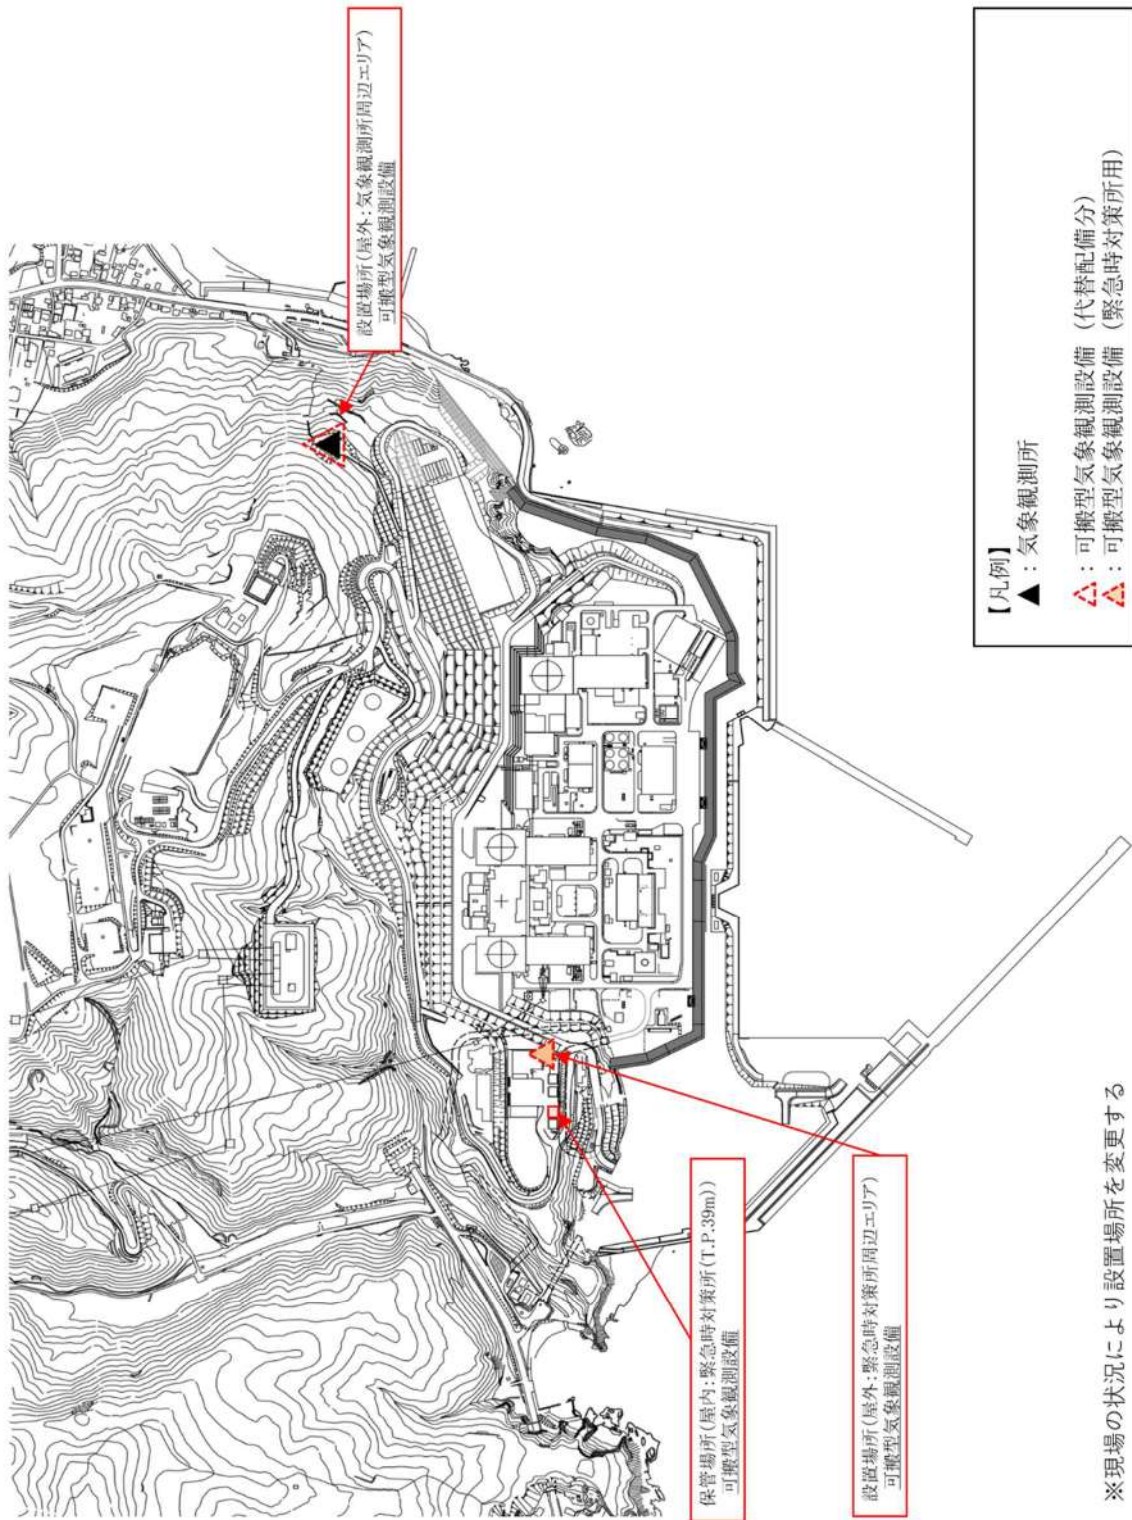 設置場所(屋外:気象観測所周辺エリア)
可搬型気象観測設備
保管場所(屋内:緊急時対策所(T.P.39m))
可搬型気象観測設備
設置場所(屋外:緊急時対策所周辺エリア)
可搬型気象観測設備
【凡例】
▲:気象観測所
:可搬型気象観測設備(代替配備分)
:可搬型気象観測設備(緊急時対策所用)
※現場の状況により設置場所を変更する